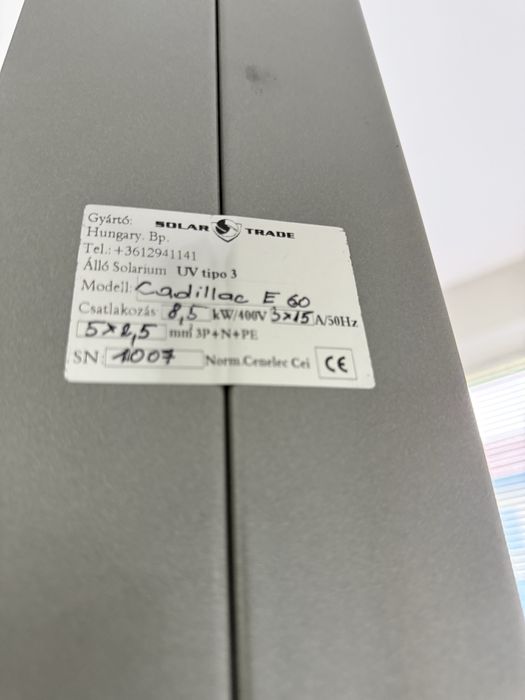 Gyártó: SOLAR S TRADE
Hungary. Bp.
Tel.: +3612941141
Álló Solarium UV tipo 3
Modell: Cadillac E 60
Csatlakozás 8,5 kW/400V 3x15 A/50Hz
5x2,5 mm² 3P+N+PE
SN: 1007 Norm.Cenelec Cei CE